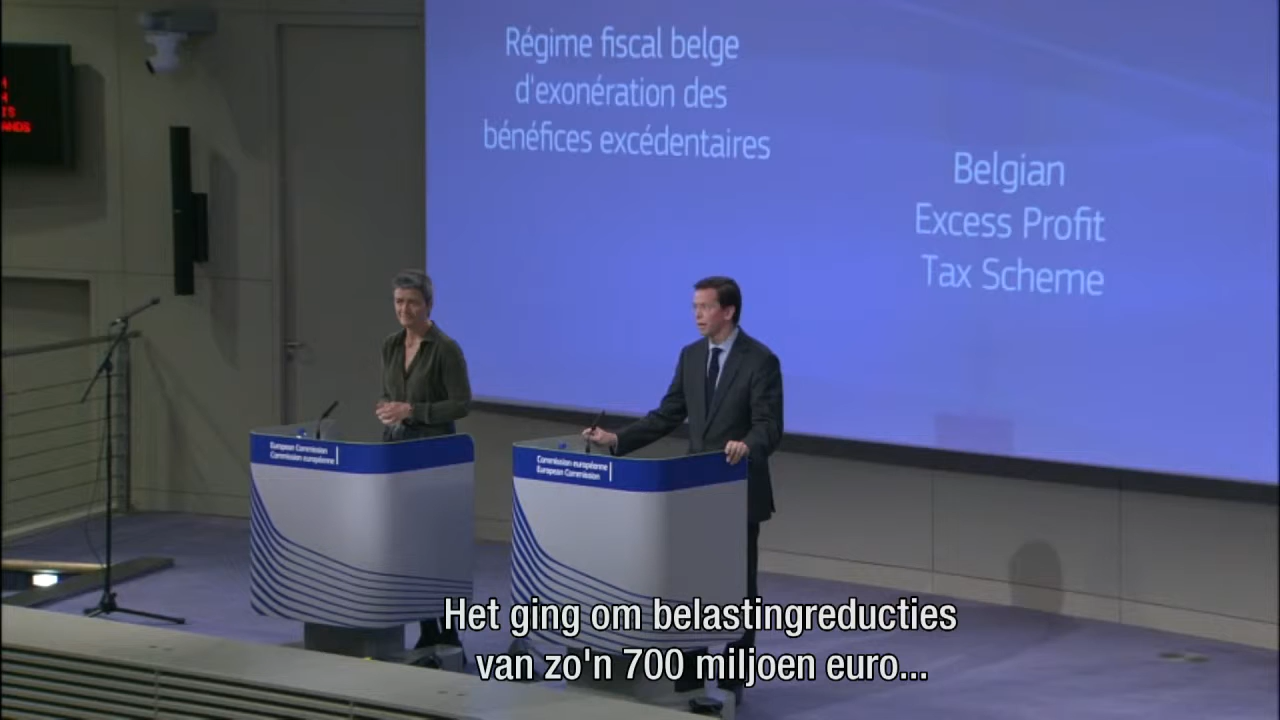 Régime fiscal belge
d'exonération des
bénéfices excédentaires
Belgian
Excess Profit
Tax Scheme
European Commission
Commission européenne
Commission européenne
European Commission
Het ging om belastingreducties
van zo'n 700 miljoen euro...